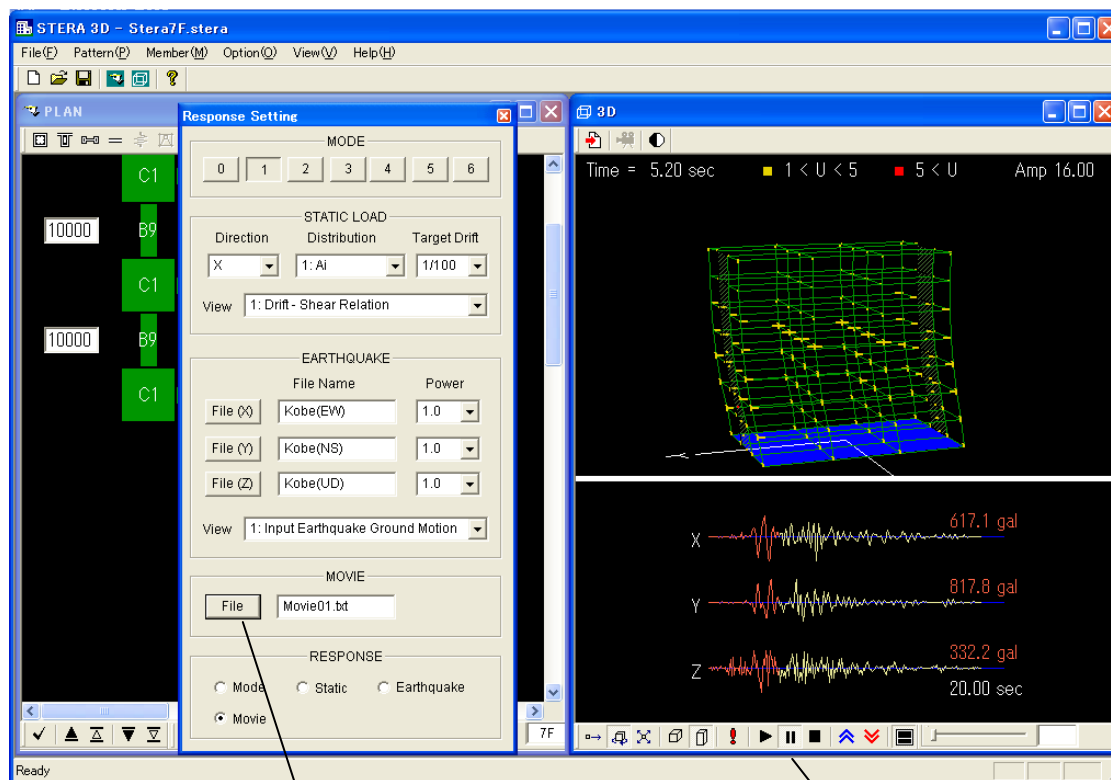 STERA 3D - Stera7F.stera
File(F) Pattern(P) Member(M) Option(O) View(V) Help(H)
PLAN
C1
10000 B9
C1
10000 B9
C1
7F
Response Setting
MODE
0 1 2 3 4 5 6
STATIC LOAD
Direction Distribution Target Drift
X 1: Ai 1/100
View 1: Drift - Shear Relation
EARTHQUAKE
File Name Power
File (X) Kobe(EW) 1.0
File (Y) Kobe(NS) 1.0
File (Z) Kobe(UD) 1.0
View 1: Input Earthquake Ground Motion
MOVIE
File Movie01.txt
RESPONSE
Mode Static Earthquake
Movie
3D
Time = 5.20 sec 1 < U < 5 5 < U Amp 16.00
617.1 gal
X
817.8 gal
Y
332.2 gal
Z
20.00 sec
Ready